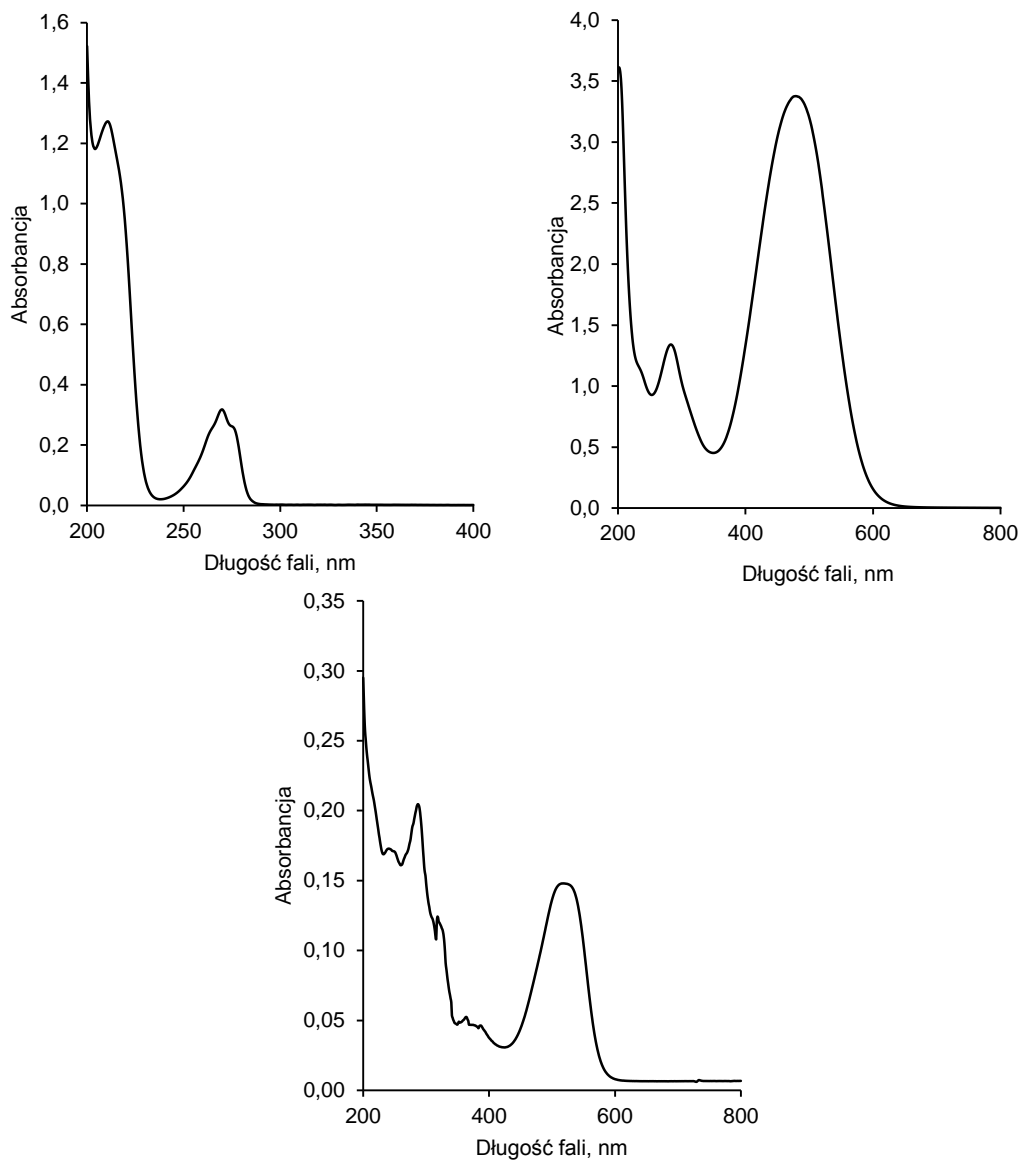 1,6
1,4
1,2
1,0
0,8
0,6
0,4
0,2
0,0
200 250 300 350 400
Absorbancja
Długość fali, nm
4,0
3,5
3,0
2,5
2,0
1,5
1,0
0,5
0,0
200 400 600 800
Absorbancja
Długość fali, nm
0,35
0,30
0,25
0,20
0,15
0,10
0,05
0,00
200 400 600 800
Absorbancja
Długość fali, nm